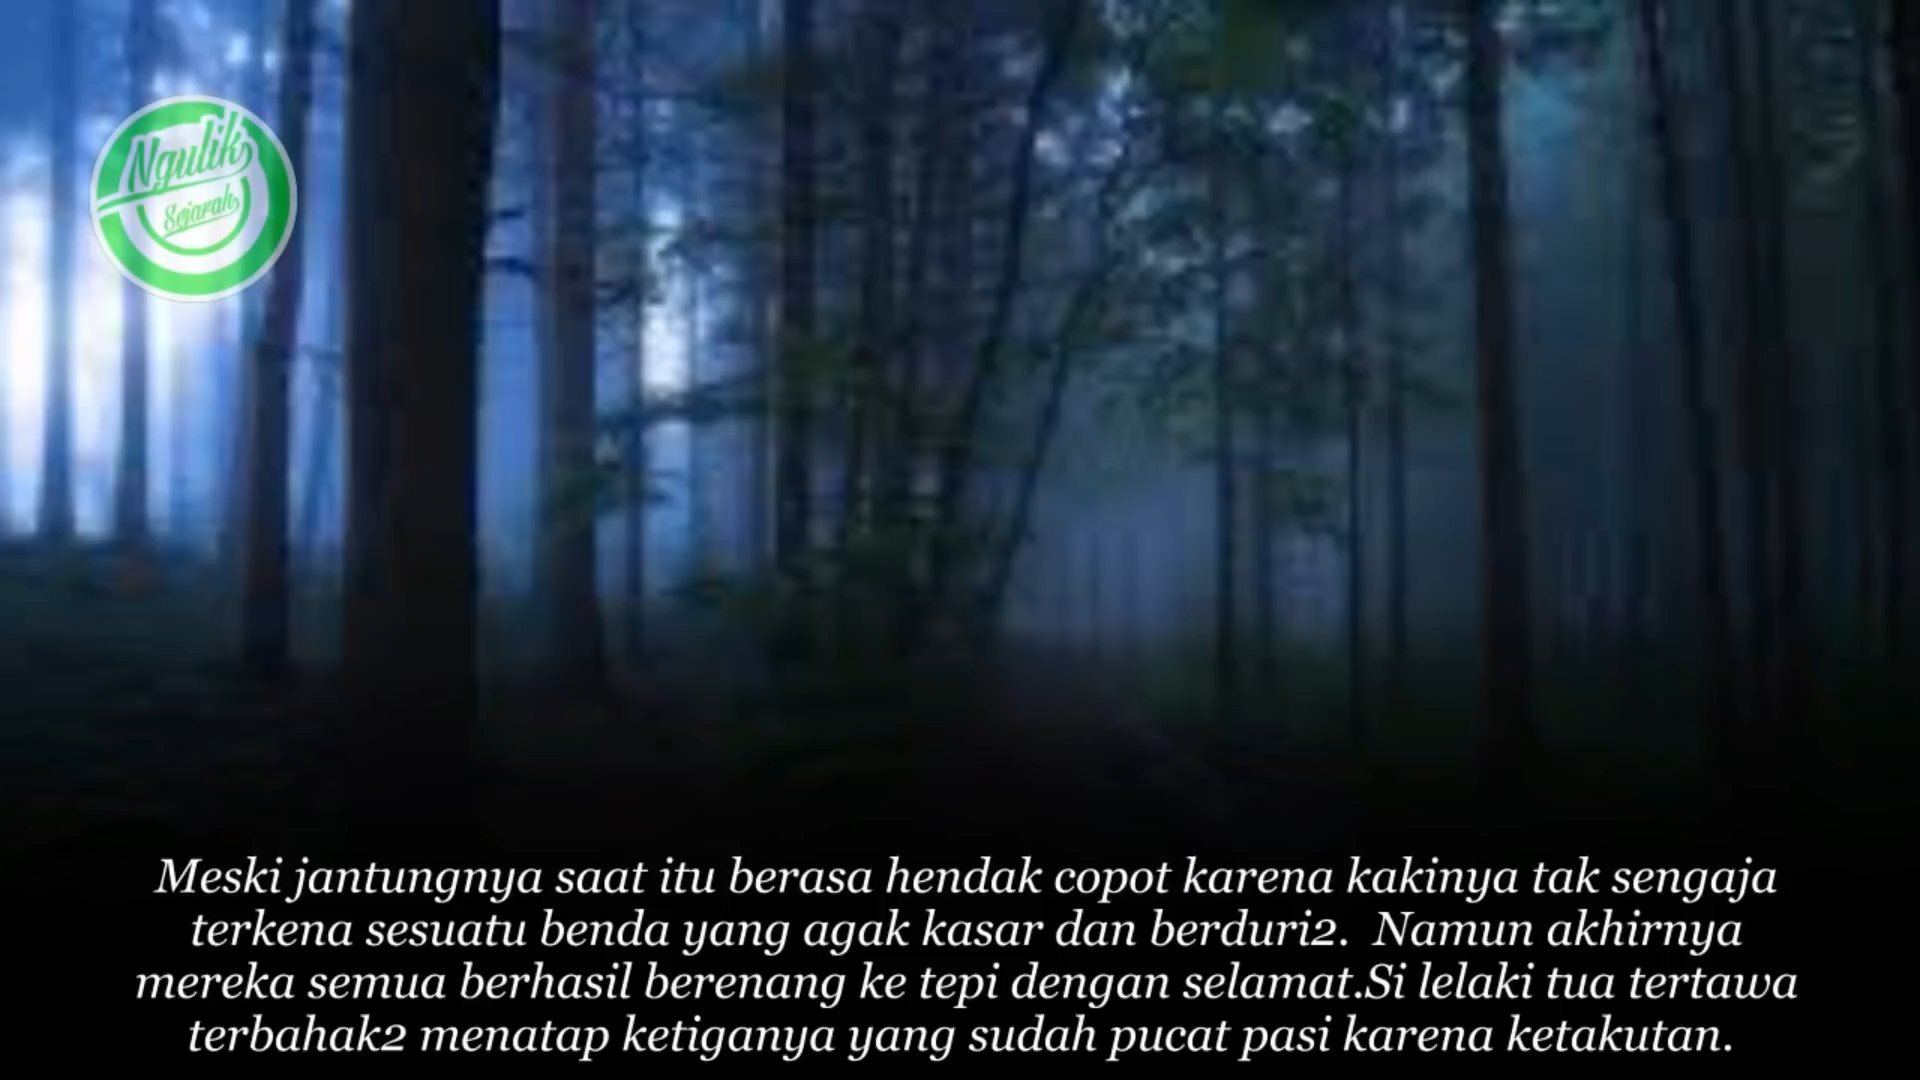 Ngulik
Sejarah
Meski jantungnya saat itu berasa hendak copot karena kakinya tak sengaja
terkena sesuatu benda yang agak kasar dan berduri2.  Namun akhirnya
mereka semua berhasil berenang ke tepi dengan selamat.Si lelaki tua tertawa
terbahak2 menatap ketiganya yang sudah pucat pasi karena ketakutan.